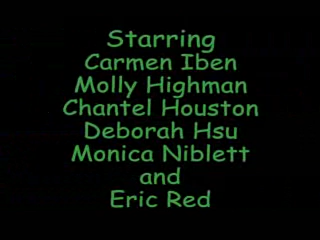 Starring
Carmen Iben
Molly Highman
Chantel Houston
Deborah Hsu
Monica Niblett
and
Eric Red